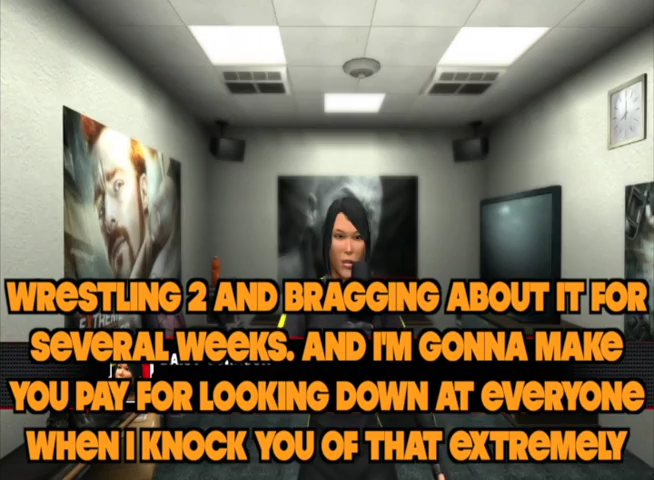 WRESTLING 2 AND BRAGGING ABOUT IT FOR
SEVERAL WEEKS. AND I'M GONNA MAKE
YOU PAY FOR LOOKING DOWN AT EVERYONE
WHEN I KNOCK YOU OF THAT EXTREMELY